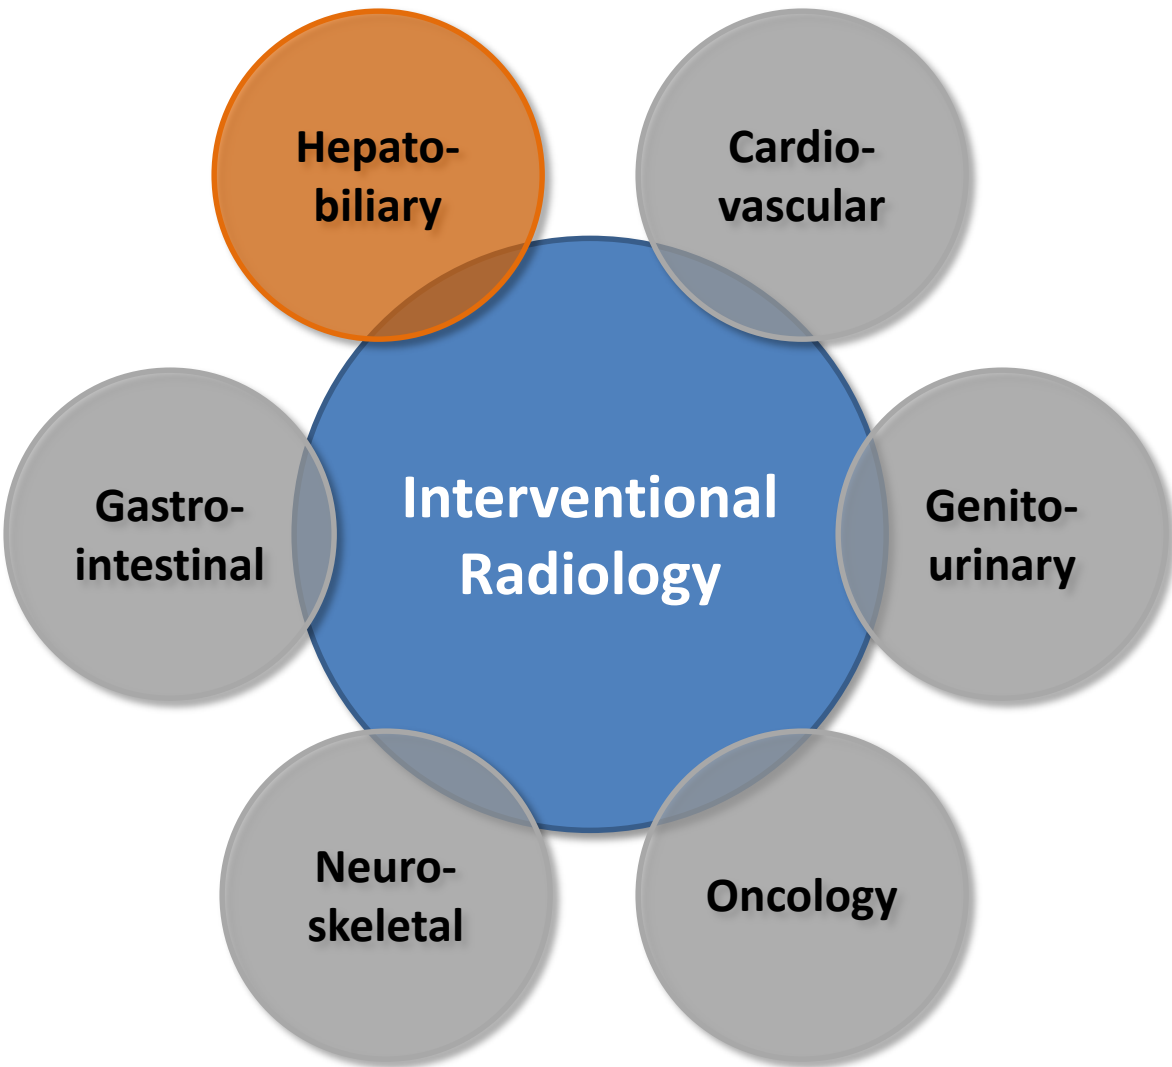 Hepato-
biliary
Cardio-
vascular
Gastro-
intestinal
Interventional
Radiology
Genito-
urinary
Neuro-
skeletal
Oncology